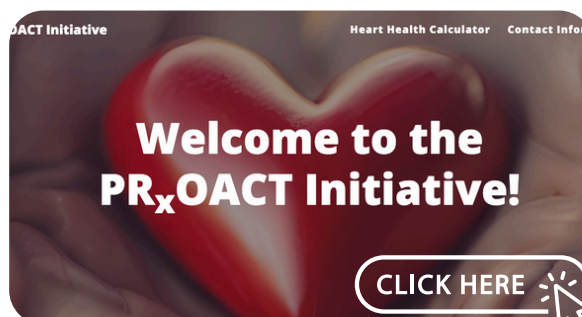 OACT Initiative
Heart Health Calculator Contact Infor
Welcome to the
PRxOACT Initiative!
CLICK HERE